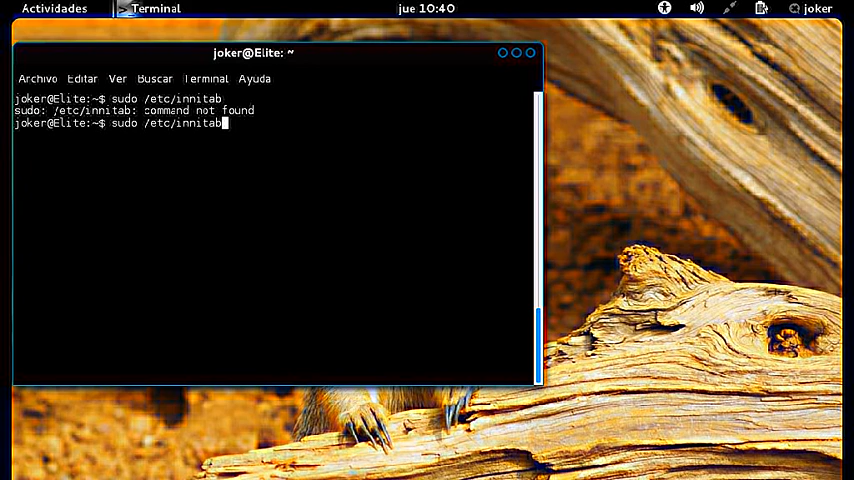 Actividades
Terminal
jue 10:40
joker
joker@Elite: ~
Archivo Editar Ver Buscar Terminal Ayuda
joker@Elite:~$ sudo /etc/innitab
sudo: /etc/innitab: command not found
joker@Elite:~$ sudo /etc/innitab